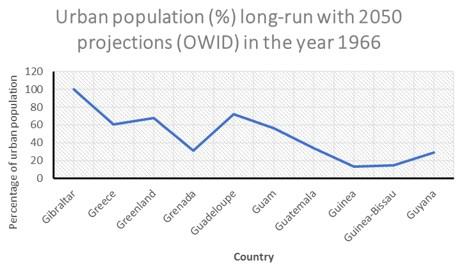 Urban population (%) long-run with 2050
projections (OWID) in the year 1966
Percentage of urban population
120
100
80
60
40
20
0
Gibraltar
Greece
Greenland
Grenada
Guadeloupe
Guam
Guatemala
Guinea
Guinea-Bissau
Guyana
Country